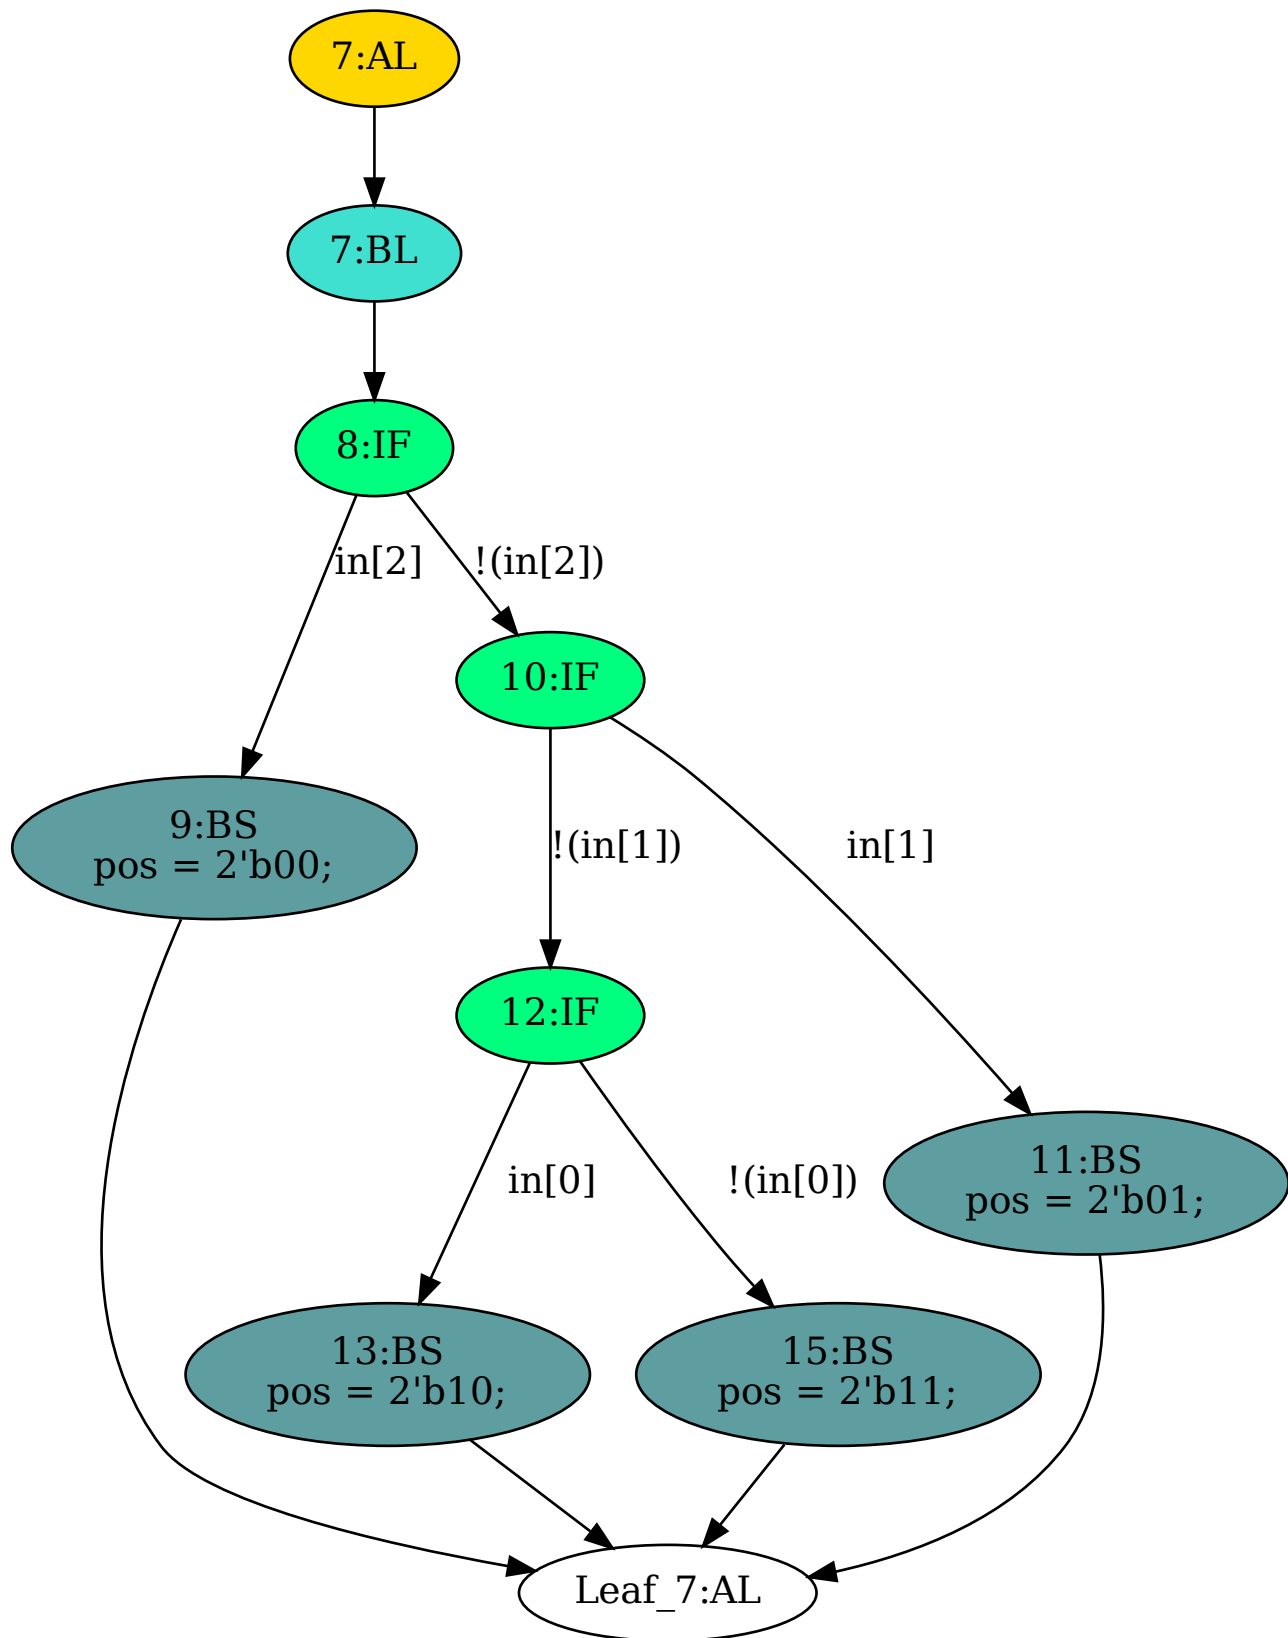 7:AL
7:BL
8:IF
in[2]
!(in[2])
10:IF
9:BS
pos = 2'b00;
!(in[1])
in[1]
12:IF
in[0]
!(in[0])
11:BS
pos = 2'b01;
13:BS
pos = 2'b10;
15:BS
pos = 2'b11;
Leaf_7:AL